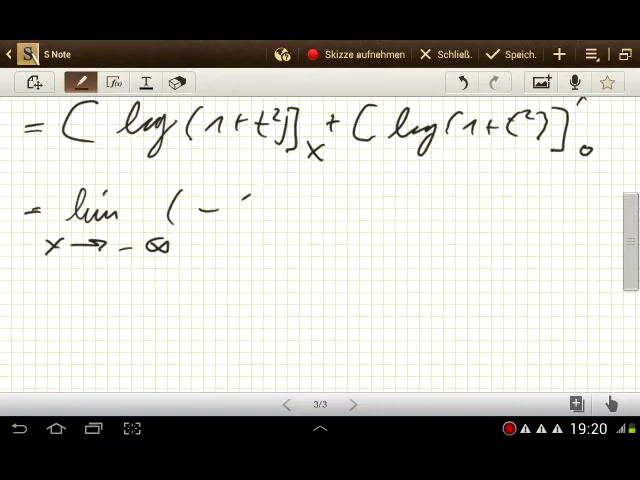 S Note
Skizze aufnehmen
Schließ.
Speich.
= [ log (1+t²)]x + [ log (1+t²) ]'0
= lim ( -
x → - ∞
3/3
19:20